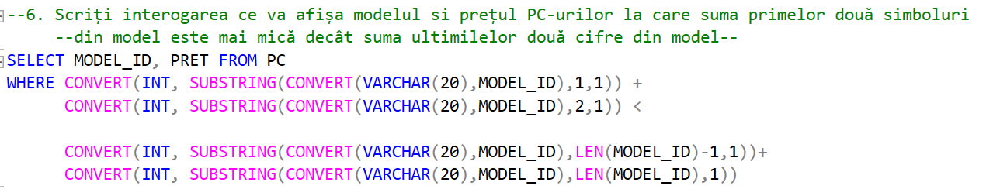 --6. Scriți interogarea ce va afișa modelul si prețul PC-urilor la care suma primelor două simboluri
--din model este mai mică decât suma ultimilelor două cifre din model--
SELECT MODEL_ID, PRET FROM PC
WHERE CONVERT(INT, SUBSTRING(CONVERT(VARCHAR(20),MODEL_ID),1,1)) +
CONVERT(INT, SUBSTRING(CONVERT(VARCHAR(20),MODEL_ID),2,1)) <
CONVERT(INT, SUBSTRING(CONVERT(VARCHAR(20),MODEL_ID),LEN(MODEL_ID)-1,1))+
CONVERT(INT, SUBSTRING(CONVERT(VARCHAR(20),MODEL_ID),LEN(MODEL_ID),1))